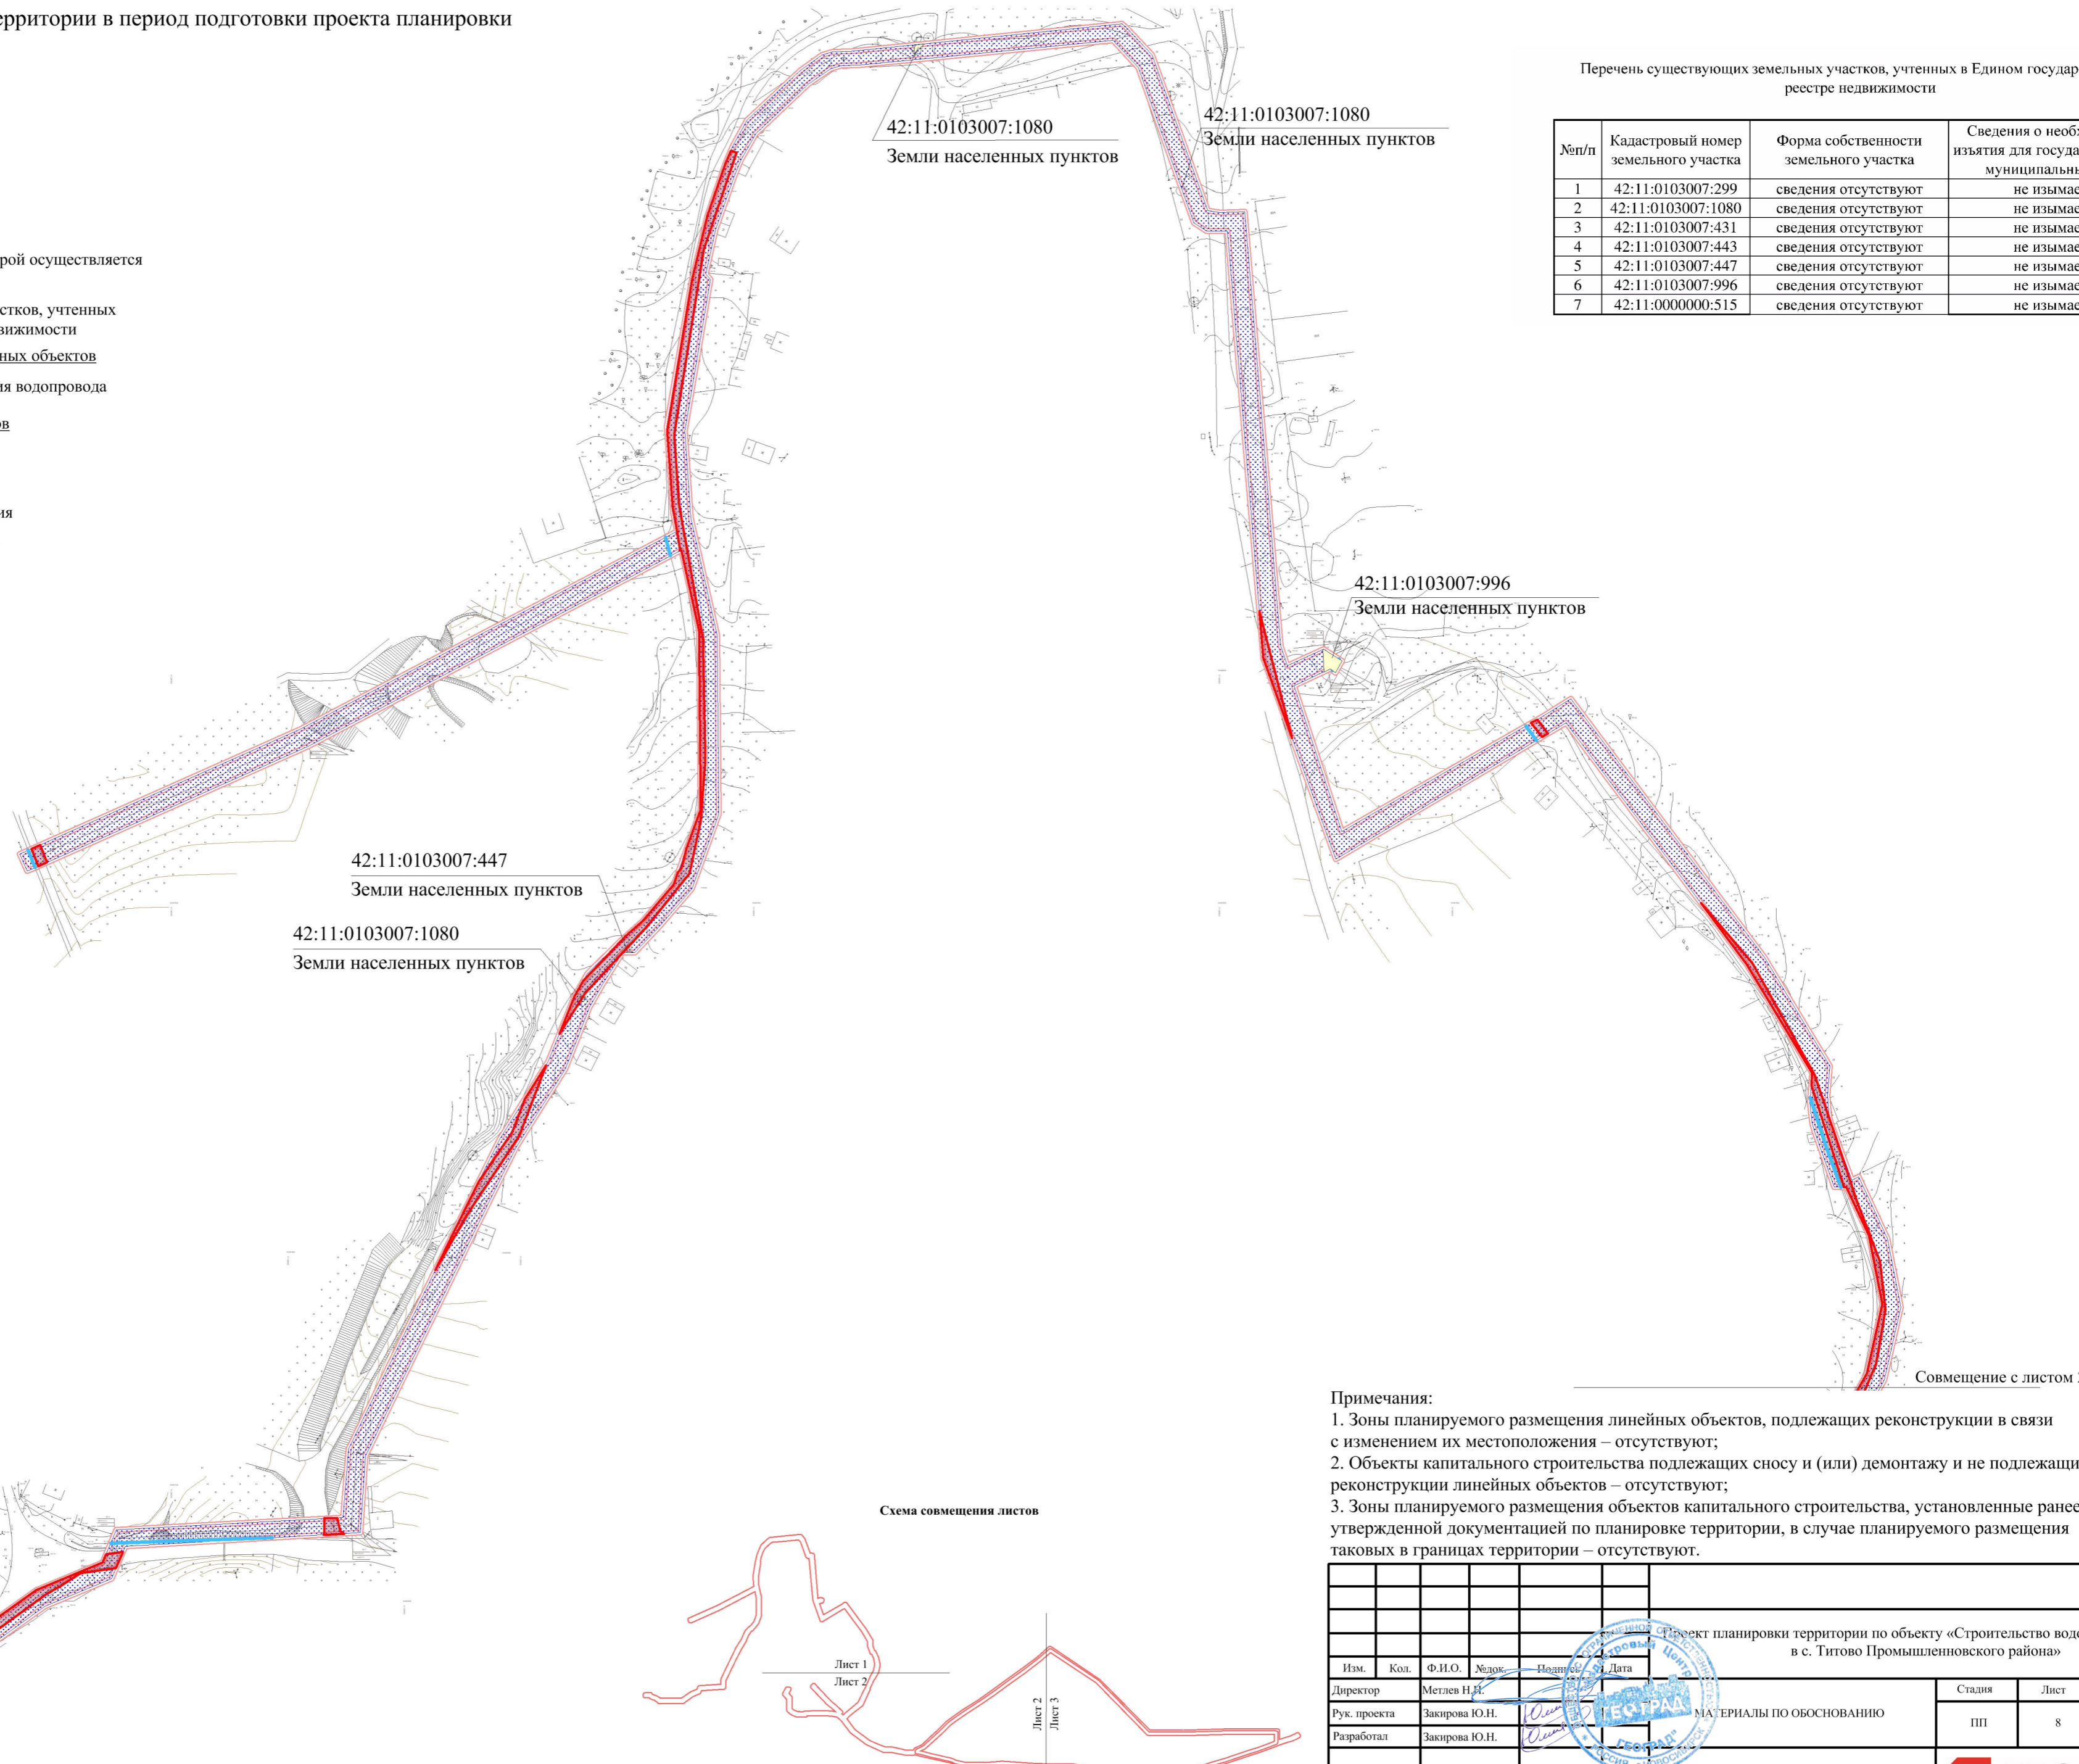 ерритории в период подготовки проекта планировки
рой осуществляется
стков, учтенных
вижимости
ных объектов
ия водопровода
ов
ия
42:11:0103007:1080
Земли населенных пунктов
42:11:0103007:1080
Земли населенных пунктов
Перечень существующих земельных участков, учтенных в Едином государ
реестре недвижимости
№п/п Кадастровый номер земельного участка Форма собственности земельного участка Сведения о необх изъятия для государ муниципальны
1 42:11:0103007:299 сведения отсутствуют не изымае
2 42:11:0103007:1080 сведения отсутствуют не изымае
3 42:11:0103007:431 сведения отсутствуют не изымае
4 42:11:0103007:443 сведения отсутствуют не изымае
5 42:11:0103007:447 сведения отсутствуют не изымае
6 42:11:0103007:996 сведения отсутствуют не изымае
7 42:11:0000000:515 сведения отсутствуют не изымае
42:11:0103007:996
Земли населенных пунктов
42:11:0103007:447
Земли населенных пунктов
42:11:0103007:1080
Земли населенных пунктов
Совмещение с листом
Примечания:
1. Зоны планируемого размещения линейных объектов, подлежащих реконструкции в связи
с изменением их местоположения – отсутствуют;
2. Объекты капитального строительства подлежащих сносу и (или) демонтажу и не подлежащи
реконструкции линейных объектов – отсутствуют;
3. Зоны планируемого размещения объектов капитального строительства, установленные ранее
утвержденной документацией по планировке территории, в случае планируемого размещения
таковых в границах территории – отсутствуют.
Схема совмещения листов
Лист 1
Лист 2
Лист 2
Лист 3
Проект планировки территории по объекту «Строительство водо
в с. Титово Промышленновского района»
Изм. Кол. Ф.И.О. №док. Подпись Дата
Директор Метлев Н.Н.
Рук. проекта Закирова Ю.Н.
Разработал Закирова Ю.Н.
МАТЕРИАЛЫ ПО ОБОСНОВАНИЮ
Стадия Лист
ПП 8
ГЕОГРАД